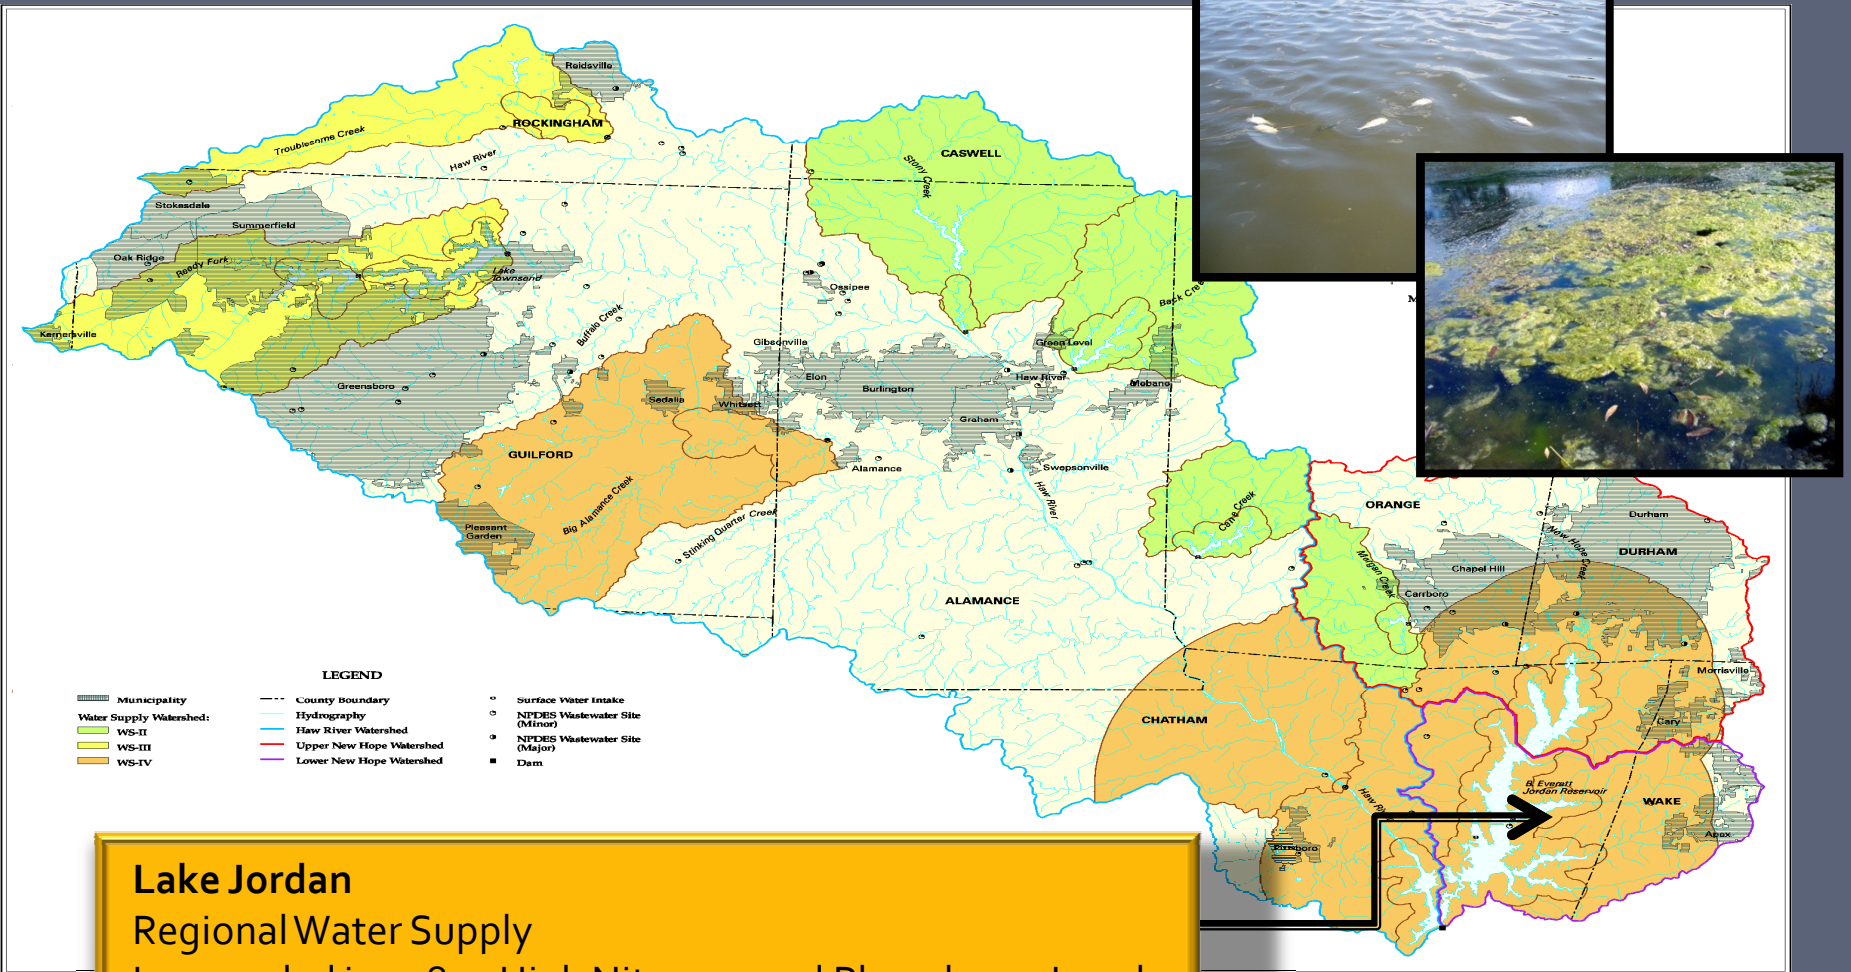 Reidsville
ROCKINGHAM
Troublesome Creek
Haw River
CASWELL
Stony Creek
Stokesdale
Summerfield
Oak Ridge
Reedy Fork
Lake
Townsend
Ossipee
Back
Kernersville
Buffalo Creek
Gibsonville
Green Level
Greensboro
Elon
Burlington
Haw River
Mebane
Sedalia
Whitsett
Graham
GUILFORD
Alamance
Swepsonville
Big Alamance Creek
Haw River
Cane Creek
ORANGE
Durham
Pleasant
Garden
Stinking Quarter Creek
New Hope Creek
DURHAM
Morgan Creek
Chapel Hill
Carrboro
ALAMANCE
Morrisville
CHATHAM
Cary
B. Everett
Jordan Reservoir
WAKE
Haw
Apex
LEGEND
Municipality
Water Supply Watershed:
WS-II
WS-III
WS-IV
County Boundary
Hydrography
Haw River Watershed
Upper New Hope Watershed
Lower New Hope Watershed
Surface Water Intake
NPDES Wastewater Site
(Minor)
NPDES Wastewater Site
(Major)
Dam
Lake Jordan
Regional Water Supply